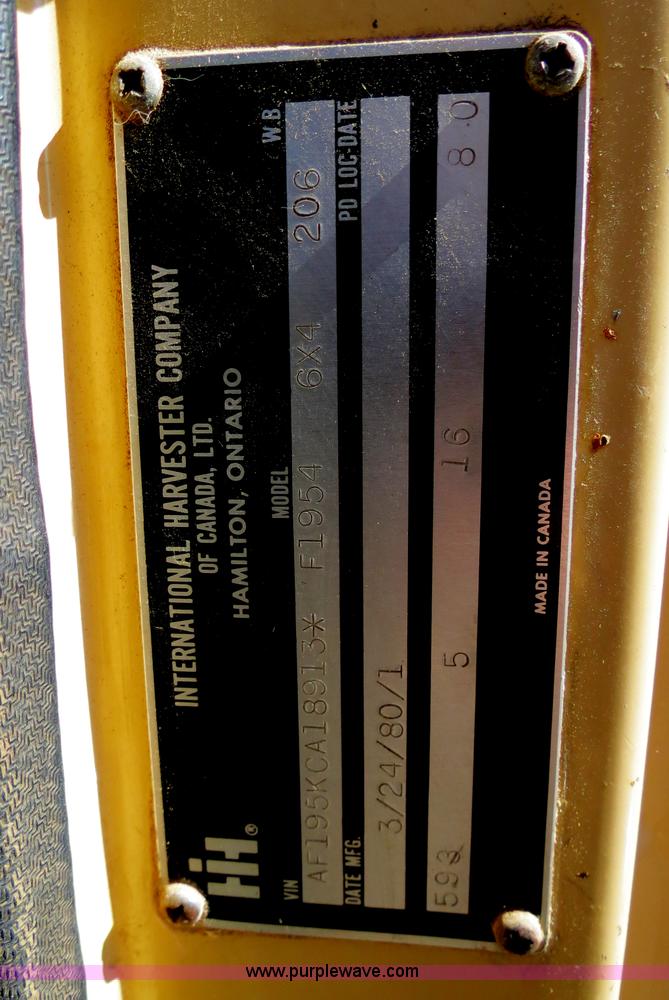 IH®
INTERNATIONAL HARVESTER COMPANY
OF CANADA, LTD.
HAMILTON, ONTARIO
VIN MODEL W.B.
AF195KCA18913* F1954 6X4 206
DATE MFG. PD LOC-DATE
3/24/80/1
593 5 16 8.0
MADE IN CANADA
www.purplewave.com